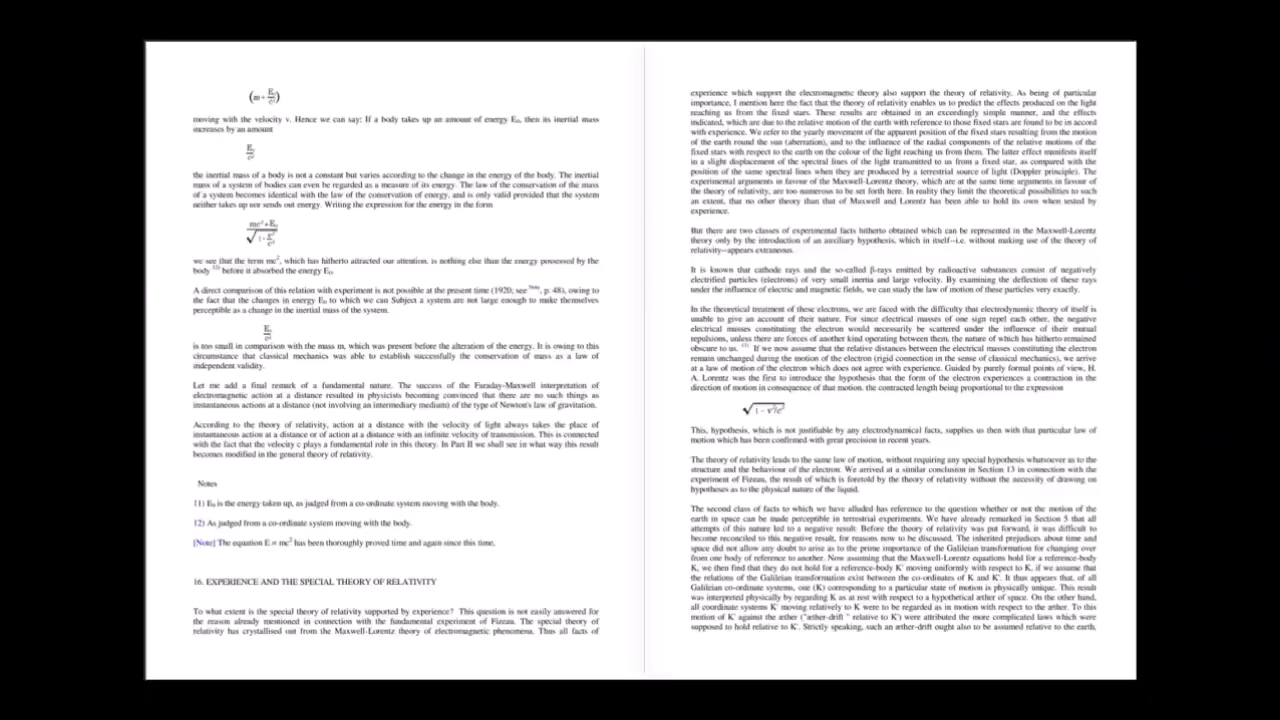 (m + E₀/c²)
moving with the velocity v. Hence we can say: If a body takes up an amount of energy E₀, then its inertial mass
increases by an amount
E₀/c²
the inertial mass of a body is not a constant but varies according to the change in the energy of the body. The inertial
mass of a system of bodies can even be regarded as a measure of its energy. The law of the conservation of the mass
of a system becomes identical with the law of the conservation of energy, and is only valid provided that the system
neither takes up nor sends out energy. Writing the expression for the energy in the form
mc² + E₀
√1 - v²/c²
we see that the term mc², which has hitherto attracted our attention, is nothing else than the energy possessed by the
body 12) before it absorbed the energy E₀.
A direct comparison of this relation with experiment is not possible at the present time (1920; see Note, p. 48), owing to
the fact that the changes in energy E₀ to which we can Subject a system are not large enough to make themselves
perceptible as a change in the inertial mass of the system.
E₀/c²
is too small in comparison with the mass m, which was present before the alteration of the energy. It is owing to this
circumstance that classical mechanics was able to establish successfully the conservation of mass as a law of
independent validity.
Let me add a final remark of a fundamental nature. The success of the Faraday-Maxwell interpretation of
electromagnetic action at a distance resulted in physicists becoming convinced that there are no such things as
instantaneous actions at a distance (not involving an intermediary medium) of the type of Newton's law of gravitation.
According to the theory of relativity, action at a distance with the velocity of light always takes the place of
instantaneous action at a distance or of action at a distance with an infinite velocity of transmission. This is connected
with the fact that the velocity c plays a fundamental role in this theory. In Part II we shall see in what way this result
becomes modified in the general theory of relativity.
Notes
11) E₀ is the energy taken up, as judged from a co-ordinate system moving with the body.
12) As judged from a co-ordinate system moving with the body.
[Note] The equation E = mc² has been thoroughly proved time and again since this time.
16. EXPERIENCE AND THE SPECIAL THEORY OF RELATIVITY
To what extent is the special theory of relativity supported by experience? This question is not easily answered for
the reason already mentioned in connection with the fundamental experiment of Fizeau. The special theory of
relativity has crystallised out from the Maxwell-Lorentz theory of electromagnetic phenomena. Thus all facts of
experience which support the electromagnetic theory also support the theory of relativity. As being of particular
importance, I mention here the fact that the theory of relativity enables us to predict the effects produced on the light
reaching us from the fixed stars. These results are obtained in an exceedingly simple manner, and the effects
indicated, which are due to the relative motion of the earth with reference to those fixed stars are found to be in accord
with experience. We refer to the yearly movement of the apparent position of the fixed stars resulting from the motion
of the earth round the sun (aberration), and to the influence of the radial components of the relative motions of the
fixed stars with respect to the earth on the colour of the light reaching us from them. The latter effect manifests itself
in a slight displacement of the spectral lines of the light transmitted to us from a fixed star, as compared with the
position of the same spectral lines when they are produced by a terrestrial source of light (Doppler principle). The
experimental arguments in favour of the Maxwell-Lorentz theory, which are at the same time arguments in favour of
the theory of relativity, are too numerous to be set forth here. In reality they limit the theoretical possibilities to such
an extent, that no other theory than that of Maxwell and Lorentz has been able to hold its own when tested by
experience.
But there are two classes of experimental facts hitherto obtained which can be represented in the Maxwell-Lorentz
theory only by the introduction of an auxiliary hypothesis, which in itself--i.e. without making use of the theory of
relativity--appears extraneous.
It is known that cathode rays and the so-called β-rays emitted by radioactive substances consist of negatively
electrified particles (electrons) of very small inertia and large velocity. By examining the deflection of these rays
under the influence of electric and magnetic fields, we can study the law of motion of these particles very exactly.
In the theoretical treatment of these electrons, we are faced with the difficulty that electrodynamic theory of itself is
unable to give an account of their nature. For since electrical masses of one sign repel each other, the negative
electrical masses constituting the electron would necessarily be scattered under the influence of their mutual
repulsions, unless there are forces of another kind operating between them, the nature of which has hitherto remained
obscure to us. 13) If we now assume that the relative distances between the electrical masses constituting the electron
remain unchanged during the motion of the electron (rigid connection in the sense of classical mechanics), we arrive
at a law of motion of the electron which does not agree with experience. Guided by purely formal points of view, H.
A. Lorentz was the first to introduce the hypothesis that the form of the electron experiences a contraction in the
direction of motion in consequence of that motion. the contracted length being proportional to the expression
√1 - v²/c²
This, hypothesis, which is not justifiable by any electrodynamical facts, supplies us then with that particular law of
motion which has been confirmed with great precision in recent years.
The theory of relativity leads to the same law of motion, without requiring any special hypothesis whatsoever as to the
structure and the behaviour of the electron. We arrived at a similar conclusion in Section 13 in connection with the
experiment of Fizeau, the result of which is foretold by the theory of relativity without the necessity of drawing on
hypotheses as to the physical nature of the liquid.
The second class of facts to which we have alluded has reference to the question whether or not the motion of the
earth in space can be made perceptible in terrestrial experiments. We have already remarked in Section 5 that all
attempts of this nature led to a negative result. Before the theory of relativity was put forward, it was difficult to
become reconciled to this negative result, for reasons now to be discussed. The inherited prejudices about time and
space did not allow any doubt to arise as to the prime importance of the Galileian transformation for changing over
from one body of reference to another. Now assuming that the Maxwell-Lorentz equations hold for a reference-body
K, we then find that they do not hold for a reference-body K' moving uniformly with respect to K, if we assume that
the relations of the Galileian transformation exist between the co-ordinates of K and K'. It thus appears that, of all
Galileian co-ordinate systems, one (K) corresponding to a particular state of motion is physically unique. This result
was interpreted physically by regarding K as at rest with respect to a hypothetical æther of space. On the other hand,
all coordinate systems K' moving relatively to K were to be regarded as in motion with respect to the æther. To this
motion of K' against the æther ("æther-drift " relative to K') were attributed the more complicated laws which were
supposed to hold relative to K'. Strictly speaking, such an æther-drift ought also to be assumed relative to the earth,